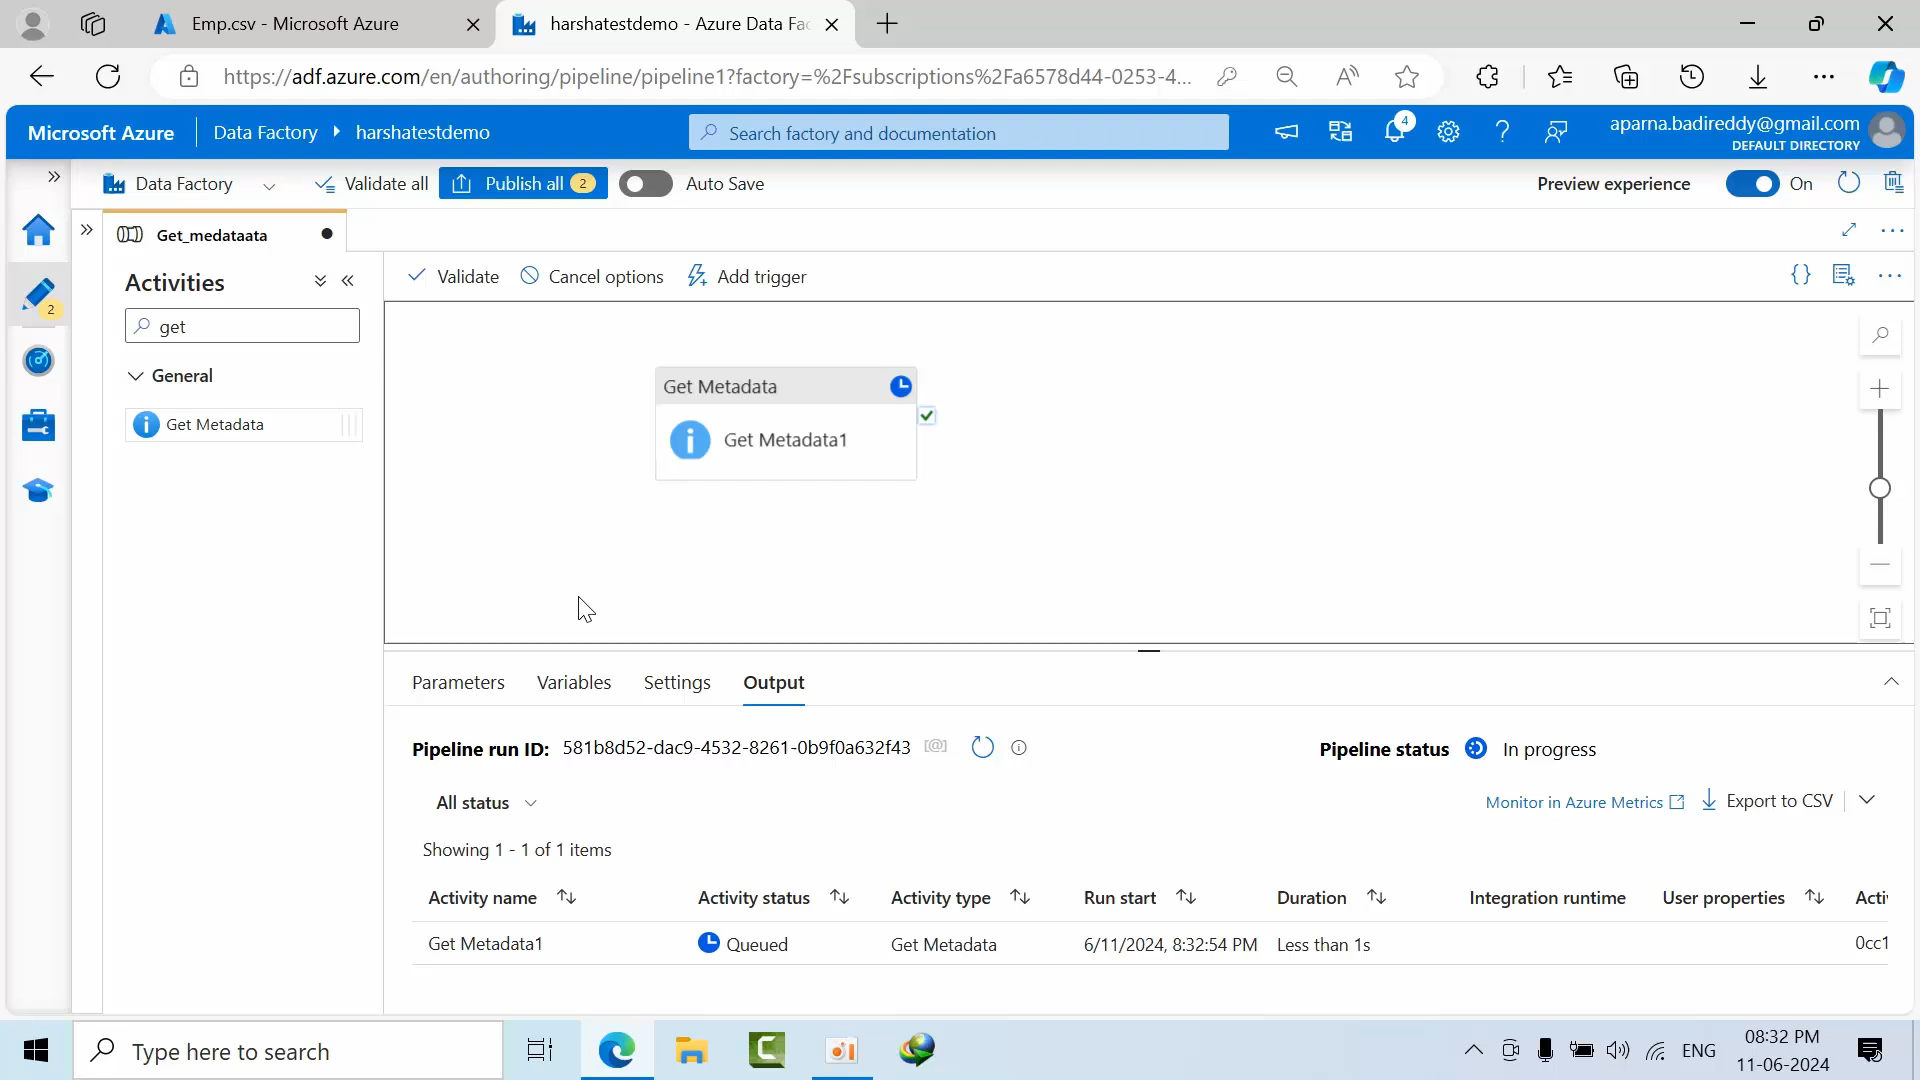 Emp.csv - Microsoft Azure
harshatestdemo - Azure Data Fac
https://adf.azure.com/en/authoring/pipeline/pipeline1?factory=%2Fsubscriptions%2Fa6578d44-0253-4...
Microsoft Azure
Data Factory
harshatestdemo
Search factory and documentation
4
aparna.badireddy@gmail.com
DEFAULT DIRECTORY
Data Factory
Validate all
Publish all 2
Auto Save
Preview experience
On
Get_medataata
Activities
Validate
Cancel options
Add trigger
2
get
General
Get Metadata
Get Metadata
Get Metadata1
Parameters
Variables
Settings
Output
Pipeline run ID: 581b8d52-dac9-4532-8261-0b9f0a632f43
Pipeline status
In progress
All status
Monitor in Azure Metrics
Export to CSV
Showing 1 - 1 of 1 items
Activity name
Activity status
Activity type
Run start
Duration
Integration runtime
User properties
Acti
Get Metadata1
Queued
Get Metadata
6/11/2024, 8:32:54 PM
Less than 1s
0cc1
Type here to search
ENG
08:32 PM
11-06-2024